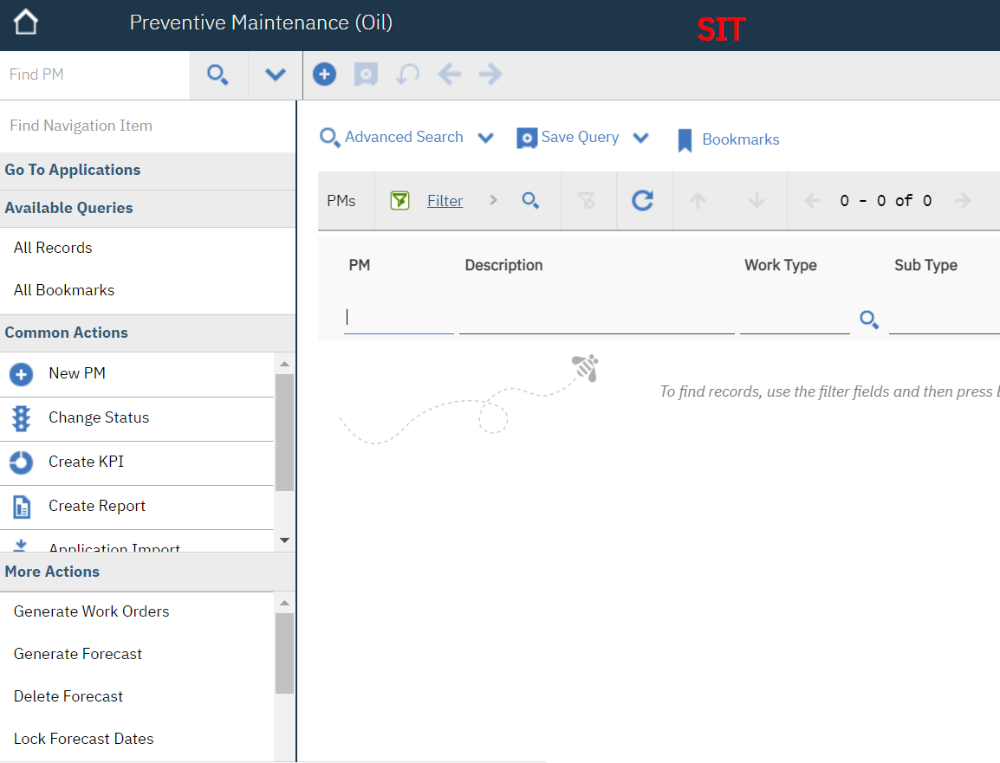 Preventive Maintenance (Oil)
SIT
Find PM
Find Navigation Item
Go To Applications
Available Queries
All Records
All Bookmarks
Common Actions
New PM
Change Status
Create KPI
Create Report
Application Import
More Actions
Generate Work Orders
Generate Forecast
Delete Forecast
Lock Forecast Dates
Advanced Search
Save Query
Bookmarks
PMs
Filter
0 - 0 of 0
PM Description Work Type Sub Type
To find records, use the filter fields and then press